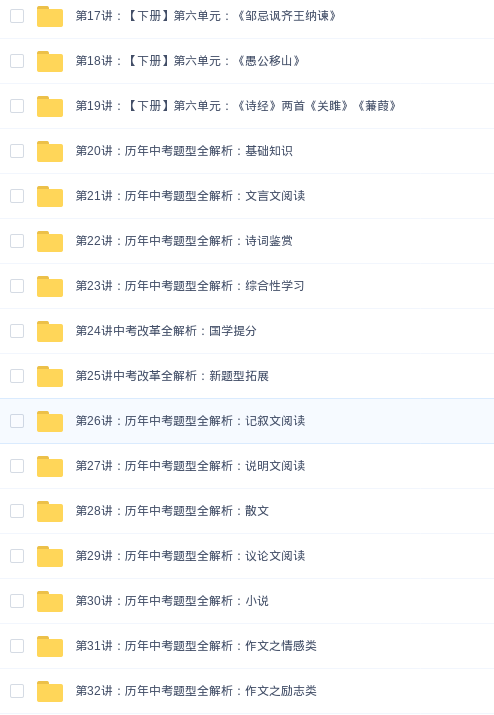 第17讲：【下册】第六单元：《邹忌讽齐王纳谏》
第18讲：【下册】第六单元：《愚公移山》
第19讲：【下册】第六单元：《诗经》两首《关雎》《蒹葭》
第20讲：历年中考题型全解析：基础知识
第21讲：历年中考题型全解析：文言文阅读
第22讲：历年中考题型全解析：诗词鉴赏
第23讲：历年中考题型全解析：综合性学习
第24讲中考改革全解析：国学提分
第25讲中考改革全解析：新题型拓展
第26讲：历年中考题型全解析：记叙文阅读
第27讲：历年中考题型全解析：说明文阅读
第28讲：历年中考题型全解析：散文
第29讲：历年中考题型全解析：议论文阅读
第30讲：历年中考题型全解析：小说
第31讲：历年中考题型全解析：作文之情感类
第32讲：历年中考题型全解析：作文之励志类